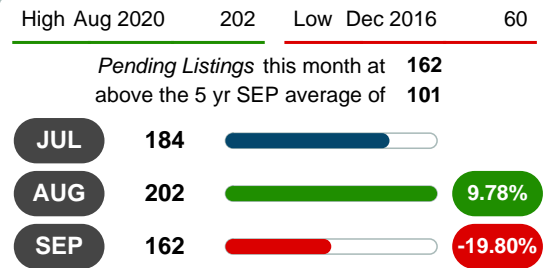 High Aug 2020 202 Low Dec 2016 60
Pending Listings this month at 162
above the 5 yr SEP average of 101
JUL 184
AUG 202 9.78%
SEP 162 -19.80%